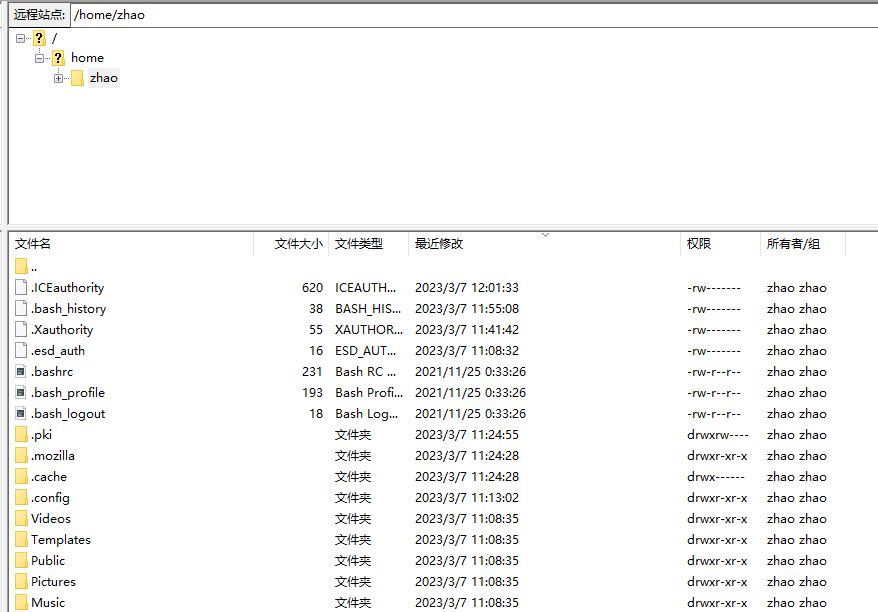 远程站点: /home/zhao
/
home
zhao
文件名 文件大小 文件类型 最近修改 权限 所有者/组
..
.ICEauthority 620 ICEAUTH... 2023/3/7 12:01:33 -rw------- zhao zhao
.bash_history 38 BASH_HIS... 2023/3/7 11:55:08 -rw------- zhao zhao
.Xauthority 55 XAUTHOR... 2023/3/7 11:41:42 -rw------- zhao zhao
.esd_auth 16 ESD_AUT... 2023/3/7 11:08:32 -rw------- zhao zhao
.bashrc 231 Bash RC ... 2021/11/25 0:33:26 -rw-r--r-- zhao zhao
.bash_profile 193 Bash Profi... 2021/11/25 0:33:26 -rw-r--r-- zhao zhao
.bash_logout 18 Bash Log... 2021/11/25 0:33:26 -rw-r--r-- zhao zhao
.pki 文件夹 2023/3/7 11:24:55 drwxrw---- zhao zhao
.mozilla 文件夹 2023/3/7 11:24:28 drwxr-xr-x zhao zhao
.cache 文件夹 2023/3/7 11:24:28 drwx------ zhao zhao
.config 文件夹 2023/3/7 11:13:02 drwxr-xr-x zhao zhao
Videos 文件夹 2023/3/7 11:08:35 drwxr-xr-x zhao zhao
Templates 文件夹 2023/3/7 11:08:35 drwxr-xr-x zhao zhao
Public 文件夹 2023/3/7 11:08:35 drwxr-xr-x zhao zhao
Pictures 文件夹 2023/3/7 11:08:35 drwxr-xr-x zhao zhao
Music 文件夹 2023/3/7 11:08:35 drwxr-xr-x zhao zhao